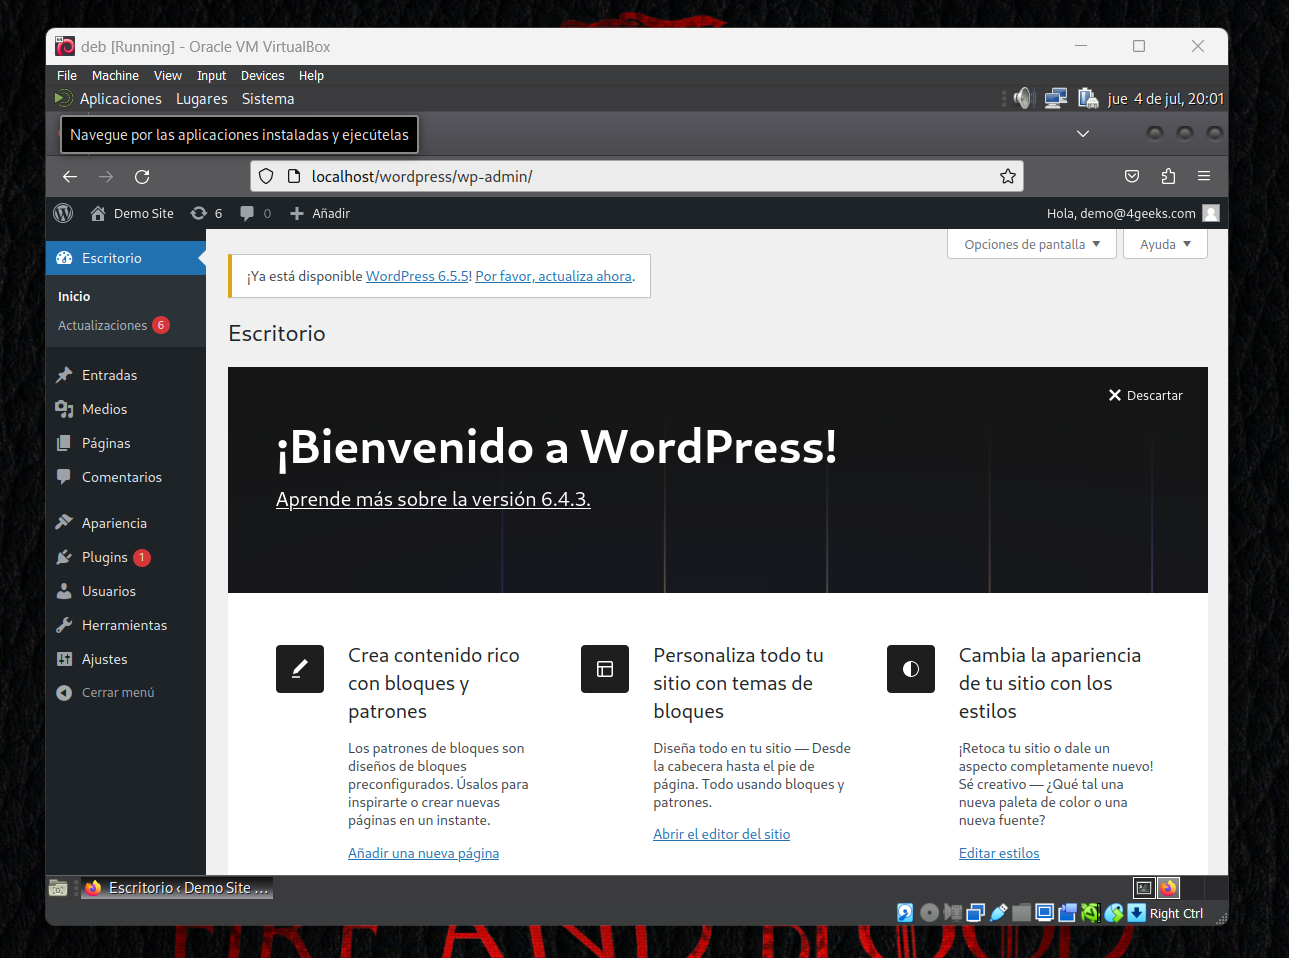 deb [Running] - Oracle VM VirtualBox
File Machine View Input Devices Help
Aplicaciones Lugares Sistema
jue 4 de jul, 20:01
Navegue por las aplicaciones instaladas y ejecútelas
localhost/wordpress/wp-admin/
Demo Site 6 0 Añadir
Hola, demo@4geeks.com
Escritorio
Inicio
Actualizaciones 6
Entradas
Medios
Páginas
Comentarios
Apariencia
Plugins 1
Usuarios
Herramientas
Ajustes
Cerrar menú
Opciones de pantalla
Ayuda
¡Ya está disponible WordPress 6.5.5! Por favor, actualiza ahora.
Escritorio
Descartar
¡Bienvenido a WordPress!
Aprende más sobre la versión 6.4.3.
Crea contenido rico
con bloques y
patrones
Los patrones de bloques son
diseños de bloques
preconfigurados. Úsalos para
inspirarte o crear nuevas
páginas en un instante.
Añadir una nueva página
Personaliza todo tu
sitio con temas de
bloques
Diseña todo en tu sitio — Desde
la cabecera hasta el pie de
página. Todo usando bloques y
patrones.
Abrir el editor del sitio
Cambia la apariencia
de tu sitio con los
estilos
¡Retoca tu sitio o dale un
aspecto completamente nuevo!
Sé creativo — ¿Qué tal una
nueva paleta de color o una
nueva fuente?
Editar estilos
Escritorio ‹ Demo Site ...
Right Ctrl
FIRE AND BLOOD